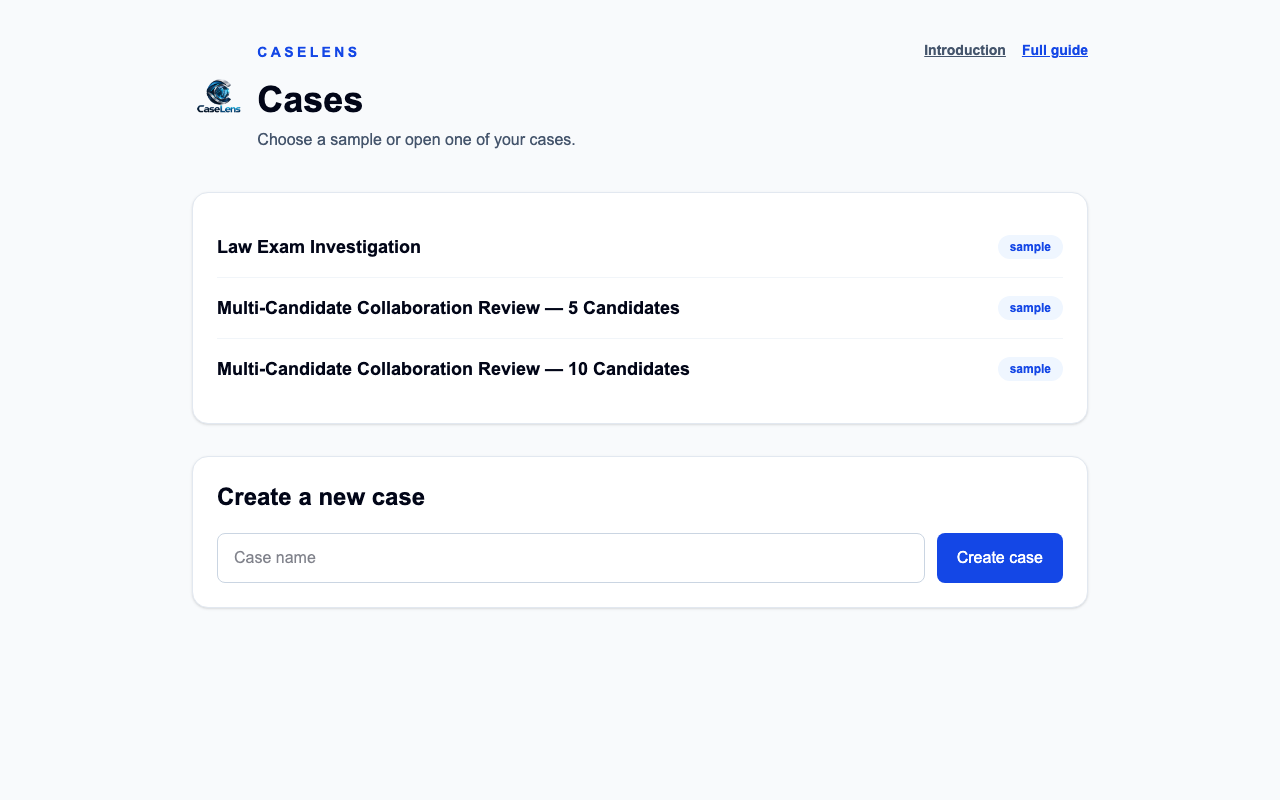 CASELENS
Introduction
Full guide
CaseLens
Cases
Choose a sample or open one of your cases.
Law Exam Investigation
sample
Multi-Candidate Collaboration Review — 5 Candidates
sample
Multi-Candidate Collaboration Review — 10 Candidates
sample
Create a new case
Case name
Create case